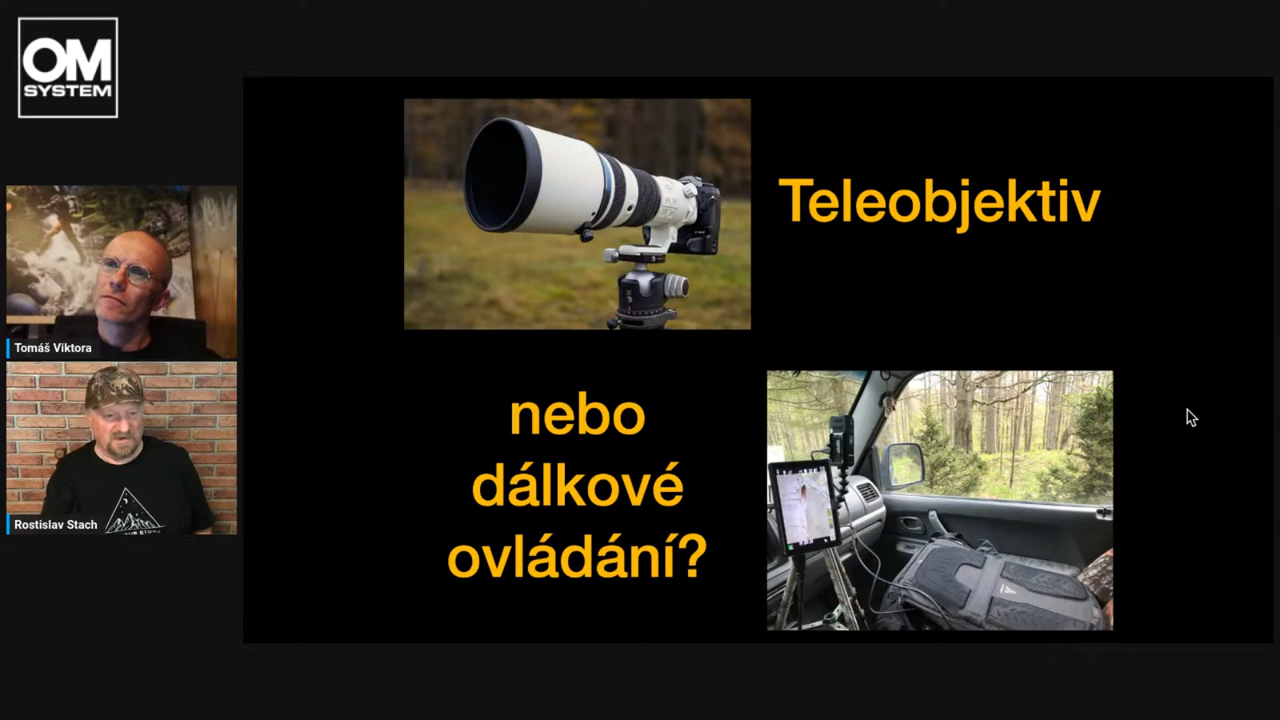 OM
SYSTEM
Teleobjektiv
Tomáš Viktora
nebo
dálkové
ovládání?
Rostislav Stach